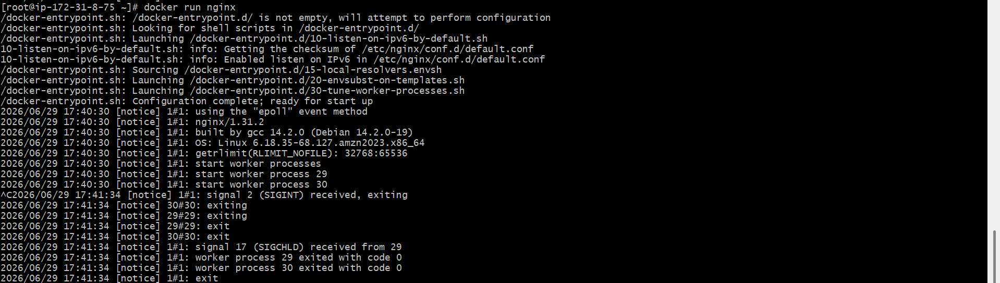 [root@ip-172-31-8-75 ~]# docker run nginx
/docker-entrypoint.sh: /docker-entrypoint.d/ is not empty, will attempt to perform configuration
/docker-entrypoint.sh: Looking for shell scripts in /docker-entrypoint.d/
/docker-entrypoint.sh: Launching /docker-entrypoint.d/10-listen-on-ipv6-by-default.sh
10-listen-on-ipv6-by-default.sh: info: Getting the checksum of /etc/nginx/conf.d/default.conf
10-listen-on-ipv6-by-default.sh: info: Enabled listen on IPv6 in /etc/nginx/conf.d/default.conf
/docker-entrypoint.sh: Sourcing /docker-entrypoint.d/15-local-resolvers.envsh
/docker-entrypoint.sh: Launching /docker-entrypoint.d/20-envsubst-on-templates.sh
/docker-entrypoint.sh: Launching /docker-entrypoint.d/30-tune-worker-processes.sh
/docker-entrypoint.sh: Configuration complete; ready for start up
2026/06/29 17:40:30 [notice] 1#1: using the "epoll" event method
2026/06/29 17:40:30 [notice] 1#1: nginx/1.31.2
2026/06/29 17:40:30 [notice] 1#1: built by gcc 14.2.0 (Debian 14.2.0-19)
2026/06/29 17:40:30 [notice] 1#1: OS: Linux 6.18.35-68.127.amzn2023.x86_64
2026/06/29 17:40:30 [notice] 1#1: getrlimit(RLIMIT_NOFILE): 32768:65536
2026/06/29 17:40:30 [notice] 1#1: start worker processes
2026/06/29 17:40:30 [notice] 1#1: start worker process 29
2026/06/29 17:40:30 [notice] 1#1: start worker process 30
^C2026/06/29 17:41:34 [notice] 1#1: signal 2 (SIGINT) received, exiting
2026/06/29 17:41:34 [notice] 30#30: exiting
2026/06/29 17:41:34 [notice] 29#29: exiting
2026/06/29 17:41:34 [notice] 29#29: exit
2026/06/29 17:41:34 [notice] 30#30: exit
2026/06/29 17:41:34 [notice] 1#1: signal 17 (SIGCHLD) received from 29
2026/06/29 17:41:34 [notice] 1#1: worker process 29 exited with code 0
2026/06/29 17:41:34 [notice] 1#1: worker process 30 exited with code 0
2026/06/29 17:41:34 [notice] 1#1: exit